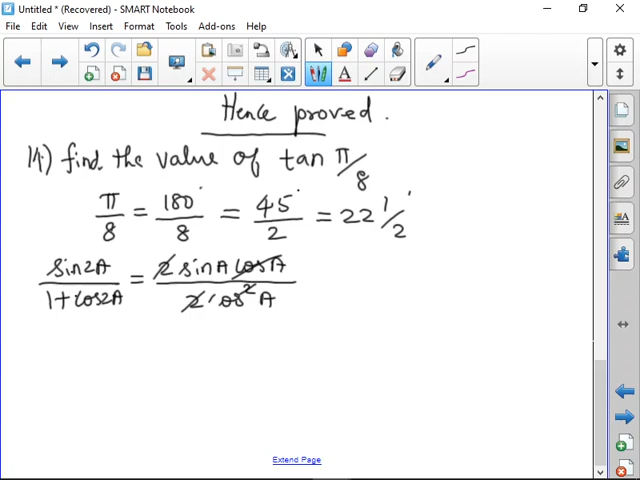 Untitled * (Recovered) - SMART Notebook
File Edit View Insert Format Tools Add-ons Help
Hence proved.
14.) find the value of tan π/8
π/8 = 180°/8 = 45°/2 = 22 1/2°
sin2A/1+cos2A = 2 sinA cosA/2 cos²A
Extend Page